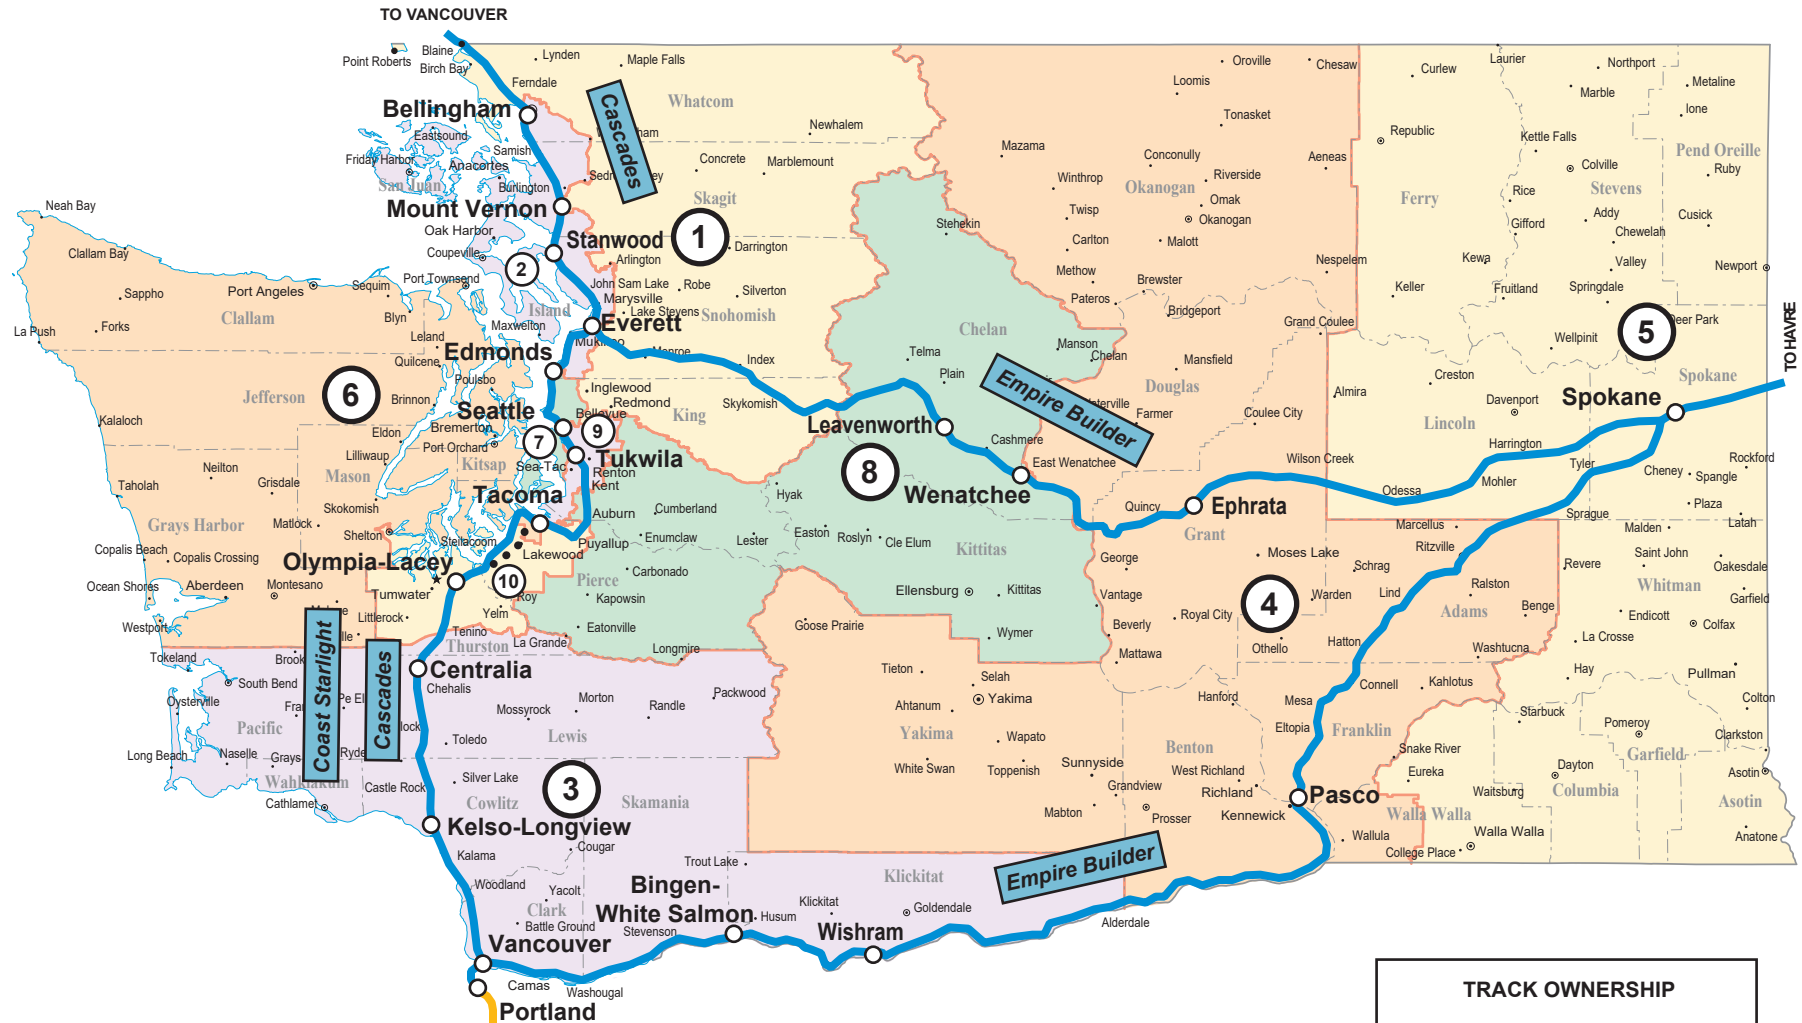 TO VANCOUVER
Point Roberts
Blaine
Birch Bay
Lynden
Maple Falls
Ferndale
Whatcom
Bellingham
Cascades
Newhalem
Eastsound
Friday Harbor
San Juan
Samish
Anacortes
Burlington
Concrete
Marblemount
Skagit
Mount Vernon
Oak Harbor
Coupeville
Stanwood
1
Darrington
Arlington
2
Neah Bay
Clallam Bay
Sappho
Port Angeles
Sequim
Port Townsend
Clallam
Blyn
La Push
Forks
Leland
Quilcene
Island
Maxwelton
John Sam Lake
Marysville
Lake Stevens
Robe
Silverton
Snohomish
Everett
Mukilteo
Monroe
Index
Edmonds
Poulsbo
Brinnon
Jefferson
6
Kalaloch
Inglewood
Redmond
Bellevue
King
Skykomish
Seattle
Bremerton
Port Orchard
Eldon
Lilliwaup
7
9
Tukwila
Sea-Tac
Renton
Kent
Kitsap
Mason
Neilton
Grisdale
Taholah
Skokomish
Tacoma
Auburn
Cumberland
Hyak
Grays Harbor
Matlock
Shelton
Steilacoom
Lakewood
Puyallup
Enumclaw
Lester
Easton
Roslyn
Cle Elum
Kittitas
Copalis Beach
Copalis Crossing
Olympia-Lacey
Ocean Shores
Aberdeen
Montesano
Tumwater
10
Roy
Yelm
Pierce
Carbonado
Kapowsin
Ellensburg
Kittitas
Westport
Littlerock
Tenino
Thurston
La Grande
Eatonville
Longmire
Goose Prairie
Wymer
Tokeland
Coast Starlight
Cascades
Centralia
Chehalis
South Bend
Oysterville
Pacific
Mossyrock
Morton
Randle
Packwood
Lewis
Toledo
Long Beach
Naselle
Grays
Wahkiakum
Cathlamet
Ryde
Castle Rock
Silver Lake
Cowlitz
3
Skamania
Kelso-Longview
Kalama
Cougar
Woodland
Yacolt
Clark
Battle Ground
Trout Lake
Bingen-
White Salmon
Stevenson
Husum
Klickitat
Klickitat
Goldendale
Wishram
Empire Builder
Alderdale
Vancouver
Camas
Washougal
Portland
Oroville
Chesaw
Loomis
Tonasket
Mazama
Conconully
Aeneas
Winthrop
Okanogan
Riverside
Omak
Okanogan
Twisp
Carlton
Malott
Stehekin
Methow
Brewster
Nespelem
Pateros
Bridgeport
Grand Coulee
Chelan
Manson
Chelan
Telma
Plain
Mansfield
Douglas
Empire Builder
Farmer
Coulee City
Almira
Leavenworth
Cashmere
East Wenatchee
8
Wenatchee
Quincy
Ephrata
Wilson Creek
Grant
George
Moses Lake
Vantage
Royal City
4
Warden
Schrag
Beverly
Mattawa
Othello
Hatton
Lind
Marcellus
Ritzville
Ralston
Adams
Benge
Washtucna
Tieton
Selah
Ahtanum
Yakima
Yakima
Wapato
White Swan
Toppenish
Hanford
Mesa
Connell
Kahlotus
Eltopia
Franklin
Benton
Sunnyside
West Richland
Richland
Grandview
Mabton
Prosser
Kennewick
Pasco
Snake River
Eureka
Walla Walla
Wallula
College Place
Walla Walla
Waitsburg
Dayton
Columbia
Starbuck
Pomeroy
Garfield
Clarkston
Asotin
Asotin
Anatone
Curlew
Laurier
Northport
Metaline
Marble
Ione
Republic
Kettle Falls
Colville
Pend Oreille
Ruby
Ferry
Rice
Stevens
Addy
Cusick
Gifford
Chewelah
Kewa
Valley
Newport
Keller
Fruitland
Springdale
5
Deer Park
Wellpinit
TO HAVRE
Creston
Spokane
Davenport
Spokane
Lincoln
Harrington
Odessa
Mohler
Tyler
Cheney
Spangle
Rockford
Plaza
Sprague
Malden
Latah
Saint John
Oakesdale
Revere
Whitman
Garfield
Endicott
Colfax
La Crosse
Hay
Pullman
Colton
TRACK OWNERSHIP